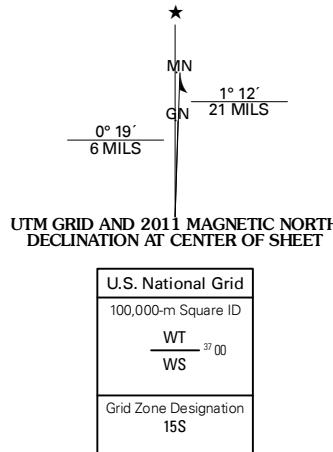 ★
MN
1° 12´
21 MILS
GN
0° 19´
6 MILS
UTM GRID AND 2011 MAGNETIC NORTH
DECLINATION AT CENTER OF SHEET
U.S. National Grid
100,000-m Square ID
WT
37 00
WS
Grid Zone Designation
15S